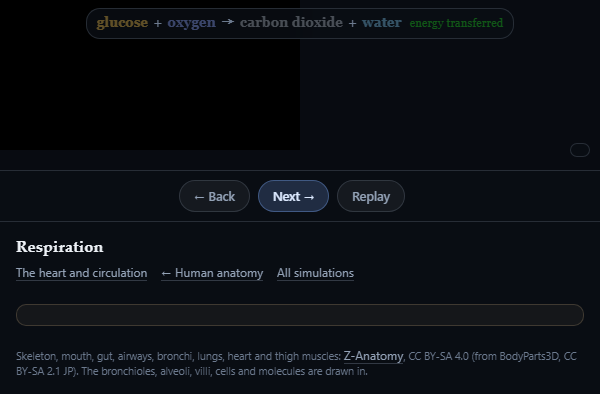 glucose + oxygen → carbon dioxide + water energy transferred
← Back Next → Replay
Respiration
The heart and circulation ← Human anatomy All simulations
Skeleton, mouth, gut, airways, bronchi, lungs, heart and thigh muscles: Z-Anatomy, CC BY-SA 4.0 (from BodyParts3D, CC
BY-SA 2.1 JP). The bronchioles, alveoli, villi, cells and molecules are drawn in.